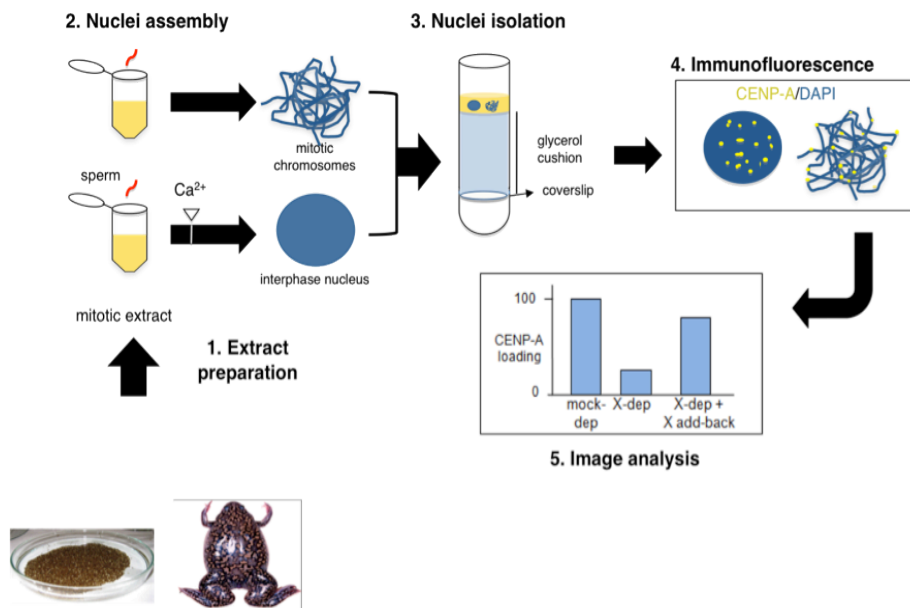 2. Nuclei assembly
3. Nuclei isolation
4. Immunofluorescence
CENP-A/DAPI
mitotic
chromosomes
glycerol
cushion
coverslip
sperm
Ca²⁺
interphase nucleus
mitotic extract
1. Extract
preparation
100
CENP-A
loading
0
mock-
dep
X-dep
X-dep +
X add-back
5. Image analysis